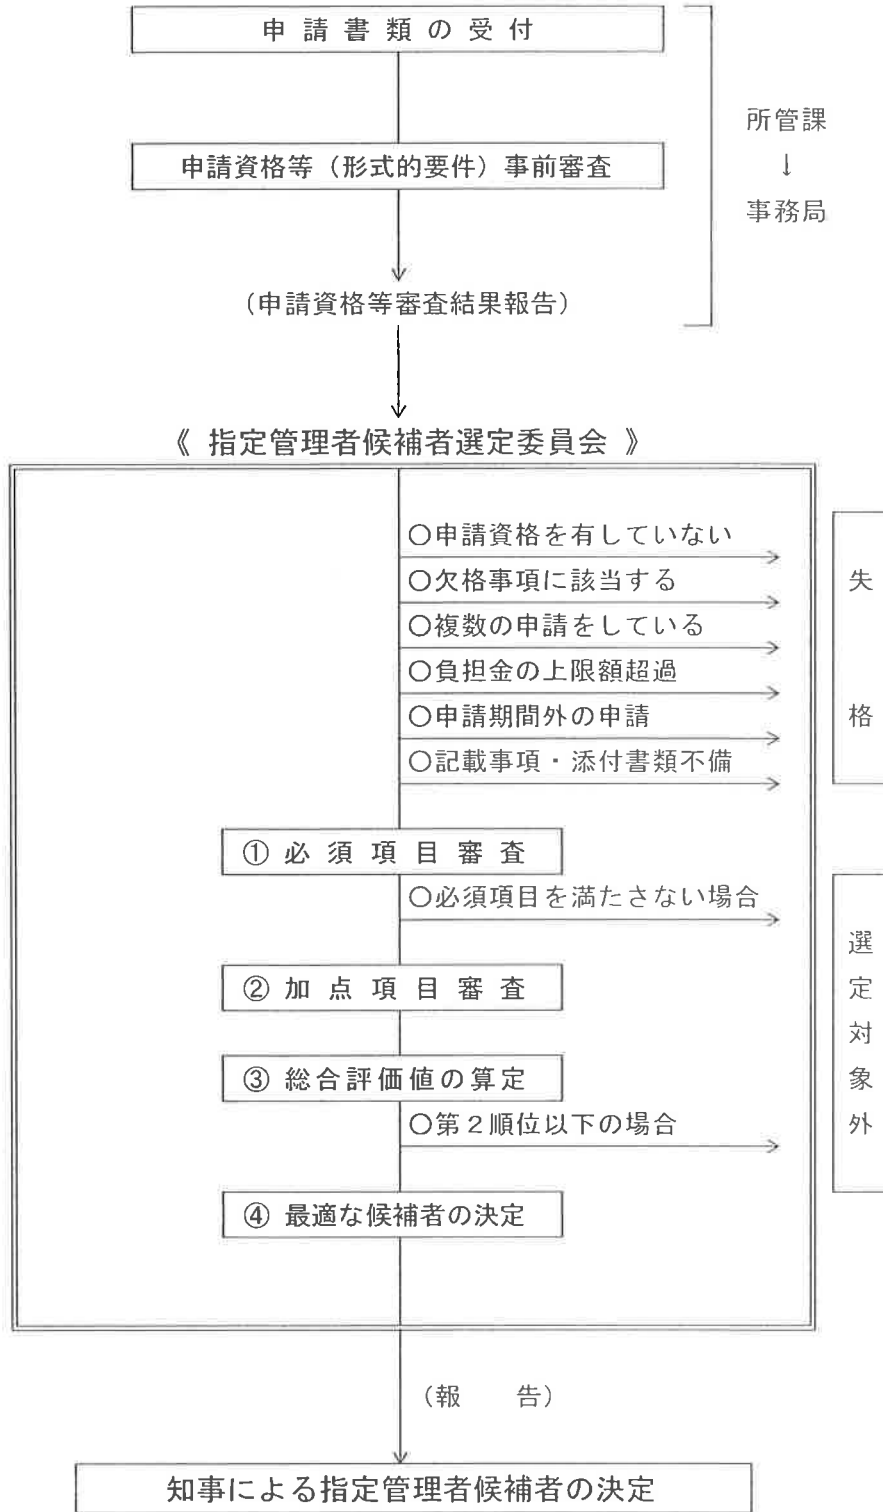 申請書類の受付
所管課
↓
事務局
申請資格等（形式的要件）事前審査
（申請資格等審査結果報告）
《 指定管理者候補者選定委員会 》
○申請資格を有していない
○欠格事項に該当する
○複数の申請をしている
○負担金の上限額超過
○申請期間外の申請
○記載事項・添付書類不備
失格
① 必須項目審査
○必須項目を満たさない場合
② 加点項目審査
③ 総合評価値の算定
○第２順位以下の場合
選定対象外
④ 最適な候補者の決定
（報　　告）
知事による指定管理者候補者の決定